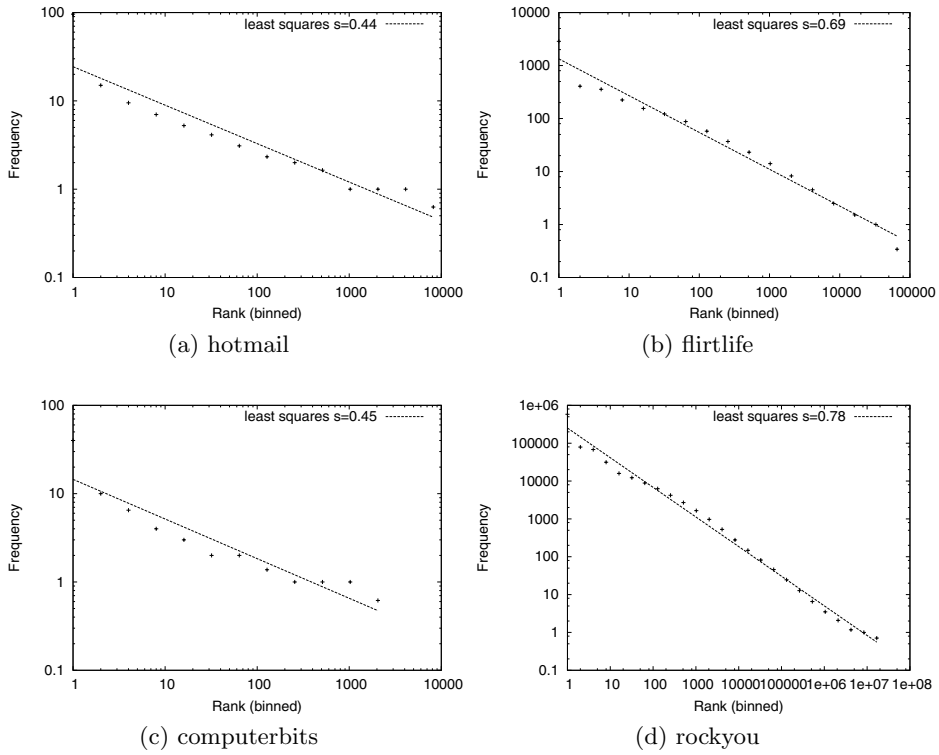 100
10
1
0.1
Frequency
least squares s=0.44
1 10 100 1000 10000
Rank (binned)
(a) hotmail
10000
1000
100
10
1
0.1
Frequency
least squares s=0.69
1 10 100 1000 10000 100000
Rank (binned)
(b) flirtlife
100
10
1
0.1
Frequency
least squares s=0.45
1 10 100 1000 10000
Rank (binned)
(c) computerbits
1e+06
100000
10000
1000
100
10
1
0.1
Frequency
least squares s=0.78
1 10 100 1000 10000 100000 1e+06 1e+07 1e+08
Rank (binned)
(d) rockyou